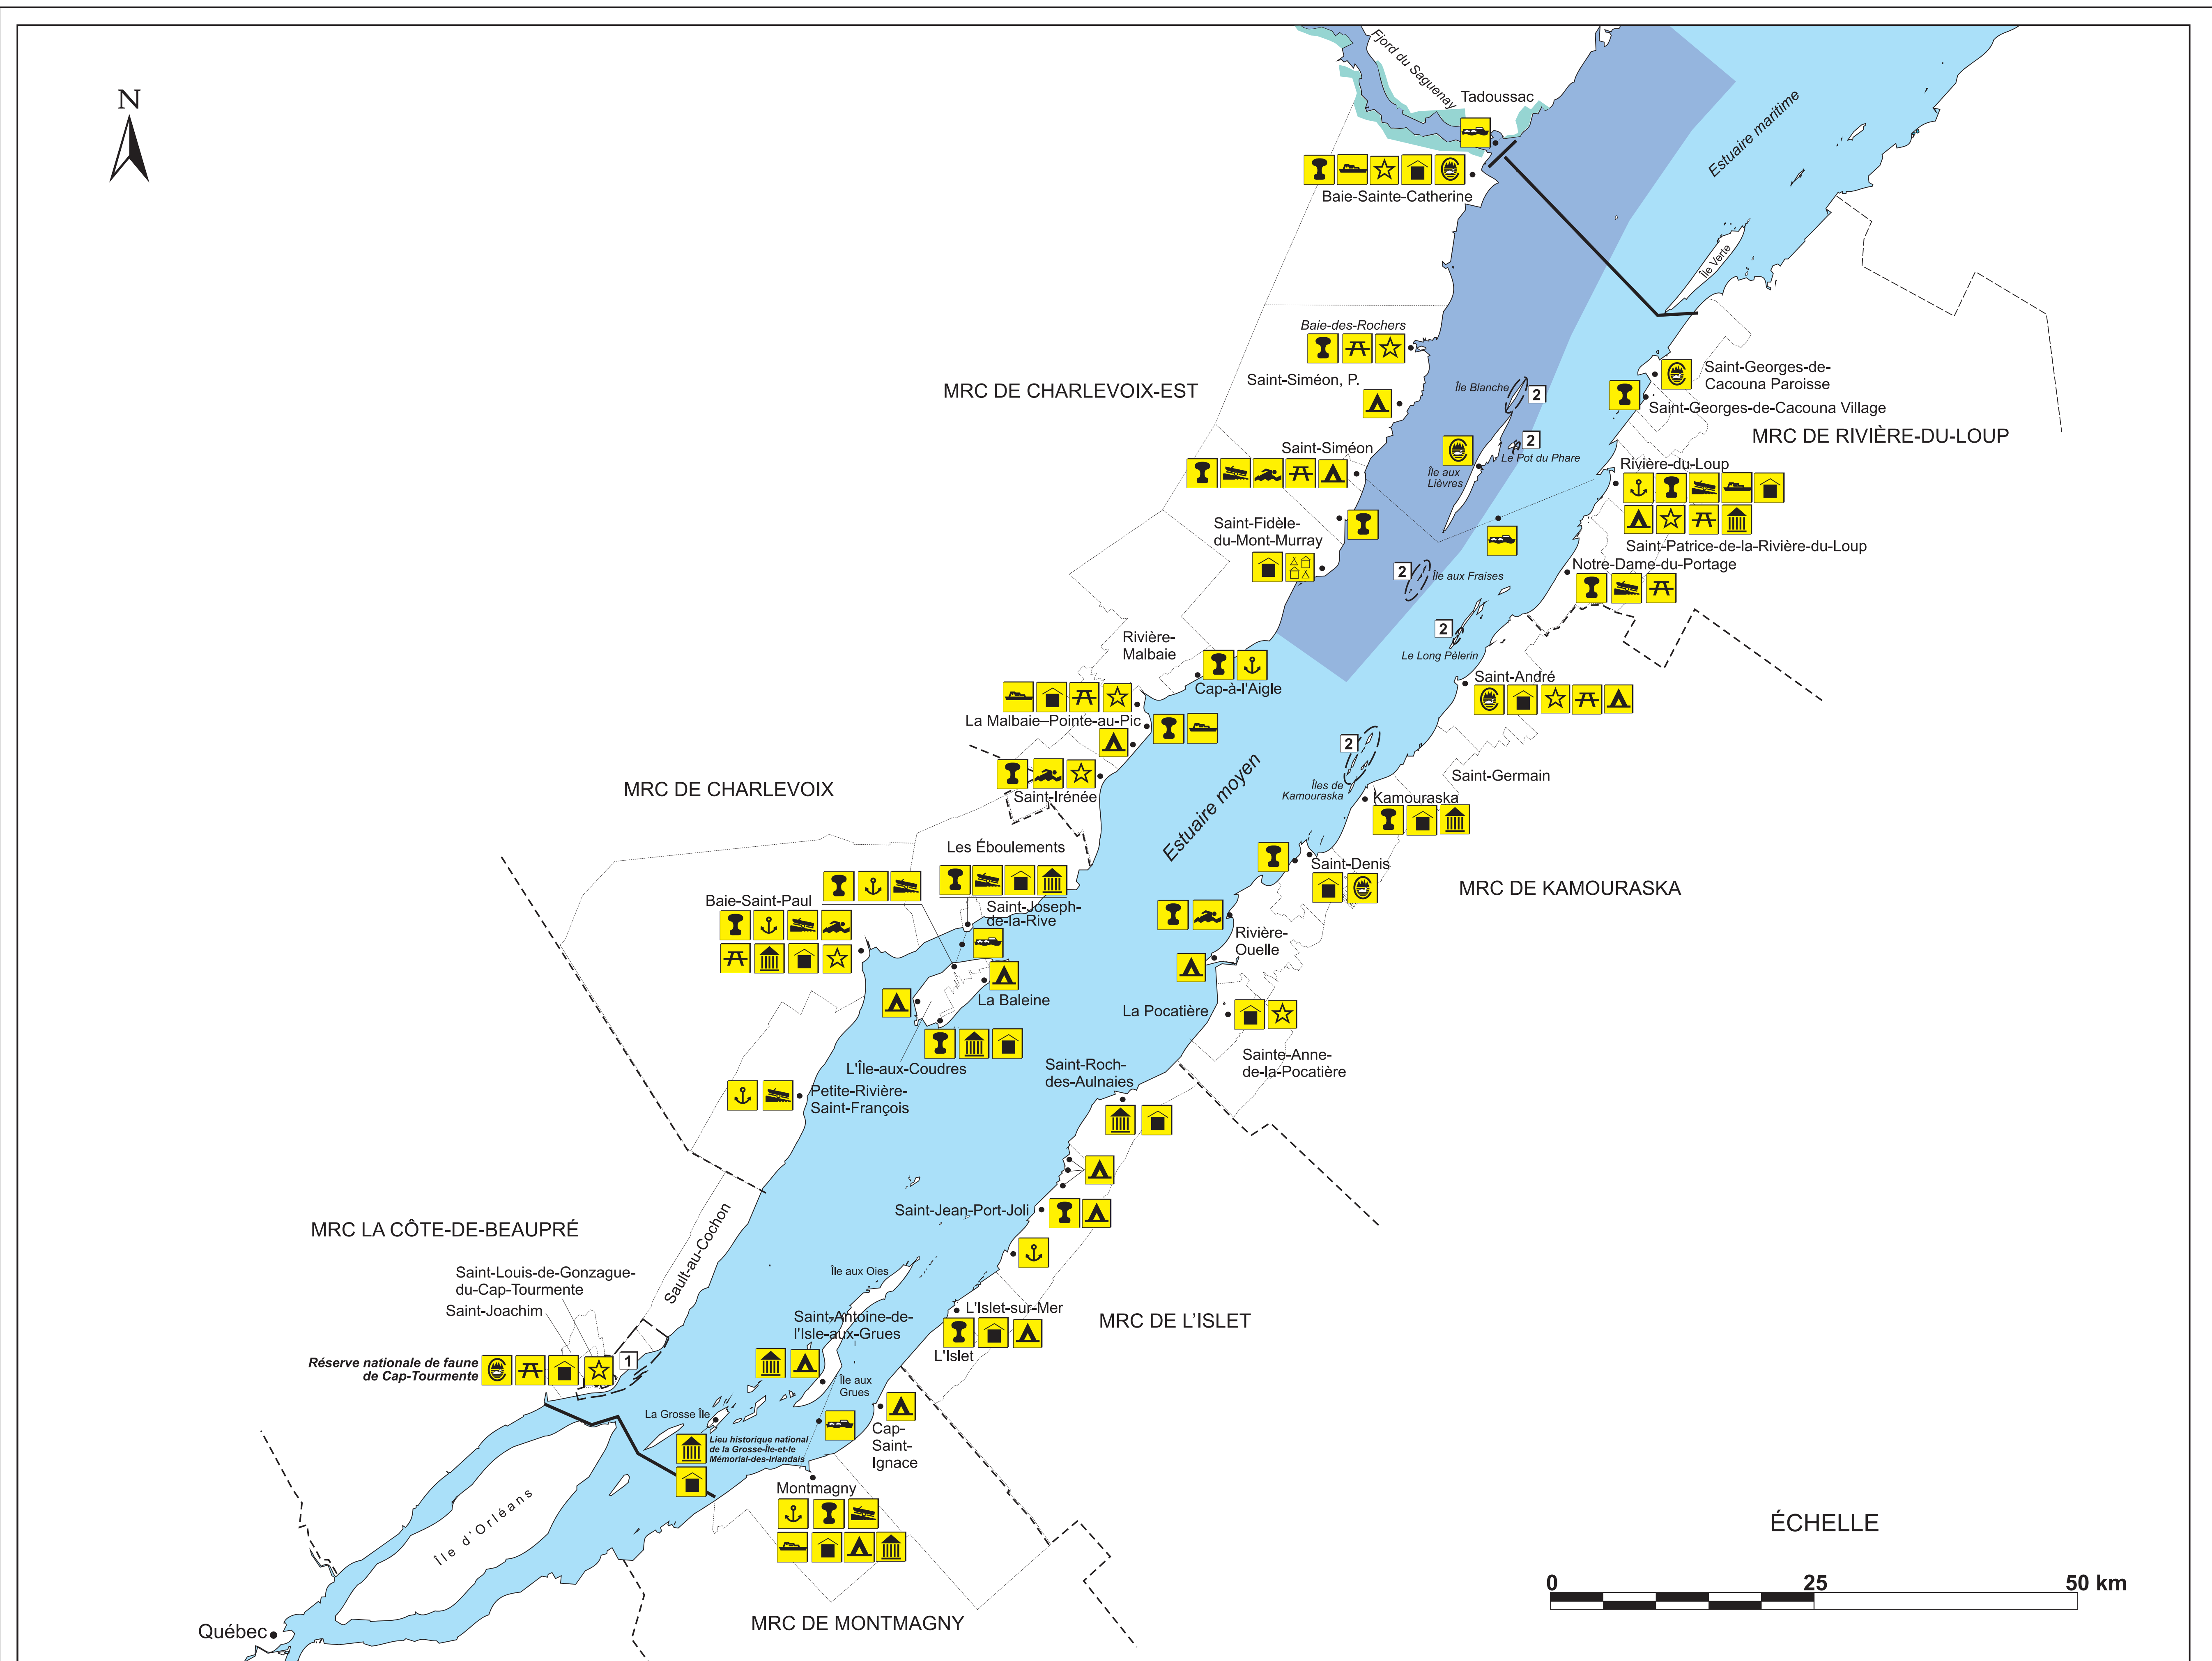 N
Fjord du Saguenay
Tadoussac
Estuaire maritime
Baie-Sainte-Catherine
Île Verte
Baie-des-Rochers
Saint-Siméon, P.
MRC DE CHARLEVOIX-EST
Île Blanche
2
Saint-Georges-de-
Cacouna Paroisse
Saint-Georges-de-Cacouna Village
MRC DE RIVIÈRE-DU-LOUP
Saint-Siméon
2
Le Pot du Phare
Île aux
Lièvres
Rivière-du-Loup
Saint-Fidèle-
du-Mont-Murray
Saint-Patrice-de-la-Rivière-du-Loup
Notre-Dame-du-Portage
2
Île aux Fraises
2
Le Long Pèlerin
Rivière-
Malbaie
Cap-à-l'Aigle
Saint-André
La Malbaie–Pointe-au-Pic
2
Îles de
Kamouraska
Saint-Germain
MRC DE CHARLEVOIX
Saint-Irénée
Kamouraska
Estuaire moyen
Les Éboulements
Saint-Denis
MRC DE KAMOURASKA
Baie-Saint-Paul
Saint-Joseph-
de-la-Rive
Rivière-
Ouelle
La Baleine
La Pocatière
L'Île-aux-Coudres
Sainte-Anne-
de-la-Pocatière
Saint-Roch-
des-Aulnaies
Petite-Rivière-
Saint-François
Saint-Jean-Port-Joli
MRC LA CÔTE-DE-BEAUPRÉ
Sault-au-Cochon
Saint-Louis-de-Gonzague-
du-Cap-Tourmente
Saint-Joachim
Île aux Oies
Saint-Antoine-de-
l'Isle-aux-Grues
L'Islet-sur-Mer
L'Islet
MRC DE L'ISLET
Réserve nationale de faune
de Cap-Tourmente
1
Île aux
Grues
La Grosse Île
Lieu historique national
de la Grosse-Île-et-le
Mémorial-des-Irlandais
Cap-
Saint-
Ignace
Montmagny
Île d'Orléans
MRC DE MONTMAGNY
Québec
ÉCHELLE
0 25 50 km